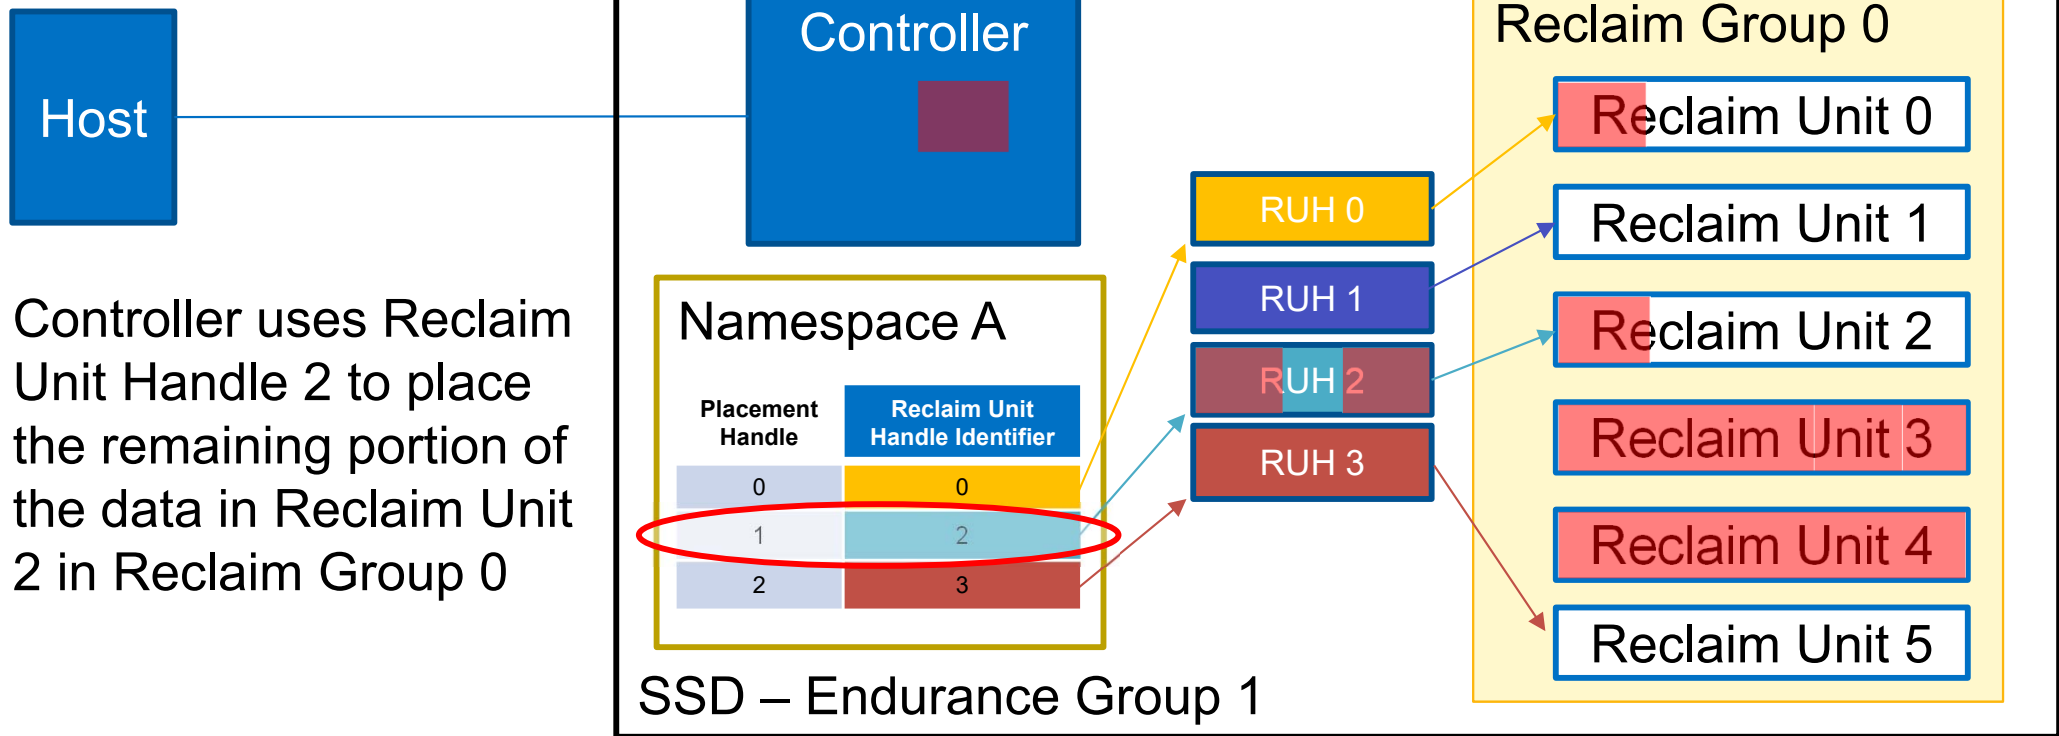 Host
Controller
Controller uses Reclaim
Unit Handle 2 to place
the remaining portion of
the data in Reclaim Unit
2 in Reclaim Group 0
Namespace A
Placement
Handle
Reclaim Unit
Handle Identifier
0 0
1 2
2 3
SSD – Endurance Group 1
RUH 0
RUH 1
RUH 2
RUH 3
Reclaim Group 0
Reclaim Unit 0
Reclaim Unit 1
Reclaim Unit 2
Reclaim Unit 3
Reclaim Unit 4
Reclaim Unit 5